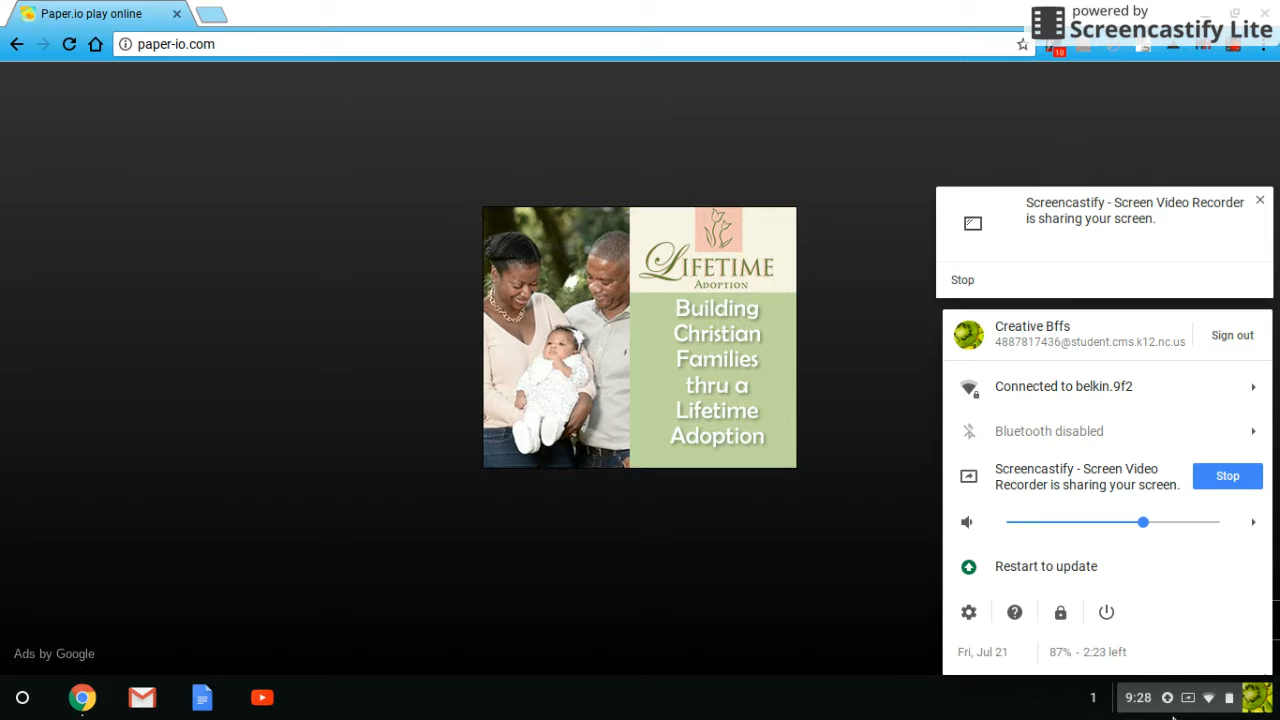 Paper.io play online
powered by
Screencastify Lite
paper-io.com
10
LIFETIME
ADOPTION
Building
Christian
Families
thru a
Lifetime
Adoption
Screencastify - Screen Video Recorder
is sharing your screen.
Stop
Creative Bffs
4887817436@student.cms.k12.nc.us
Sign out
Connected to belkin.9f2
Bluetooth disabled
Screencastify - Screen Video
Recorder is sharing your screen.
Stop
Restart to update
Fri, Jul 21
87% - 2:23 left
Ads by Google
1
9:28